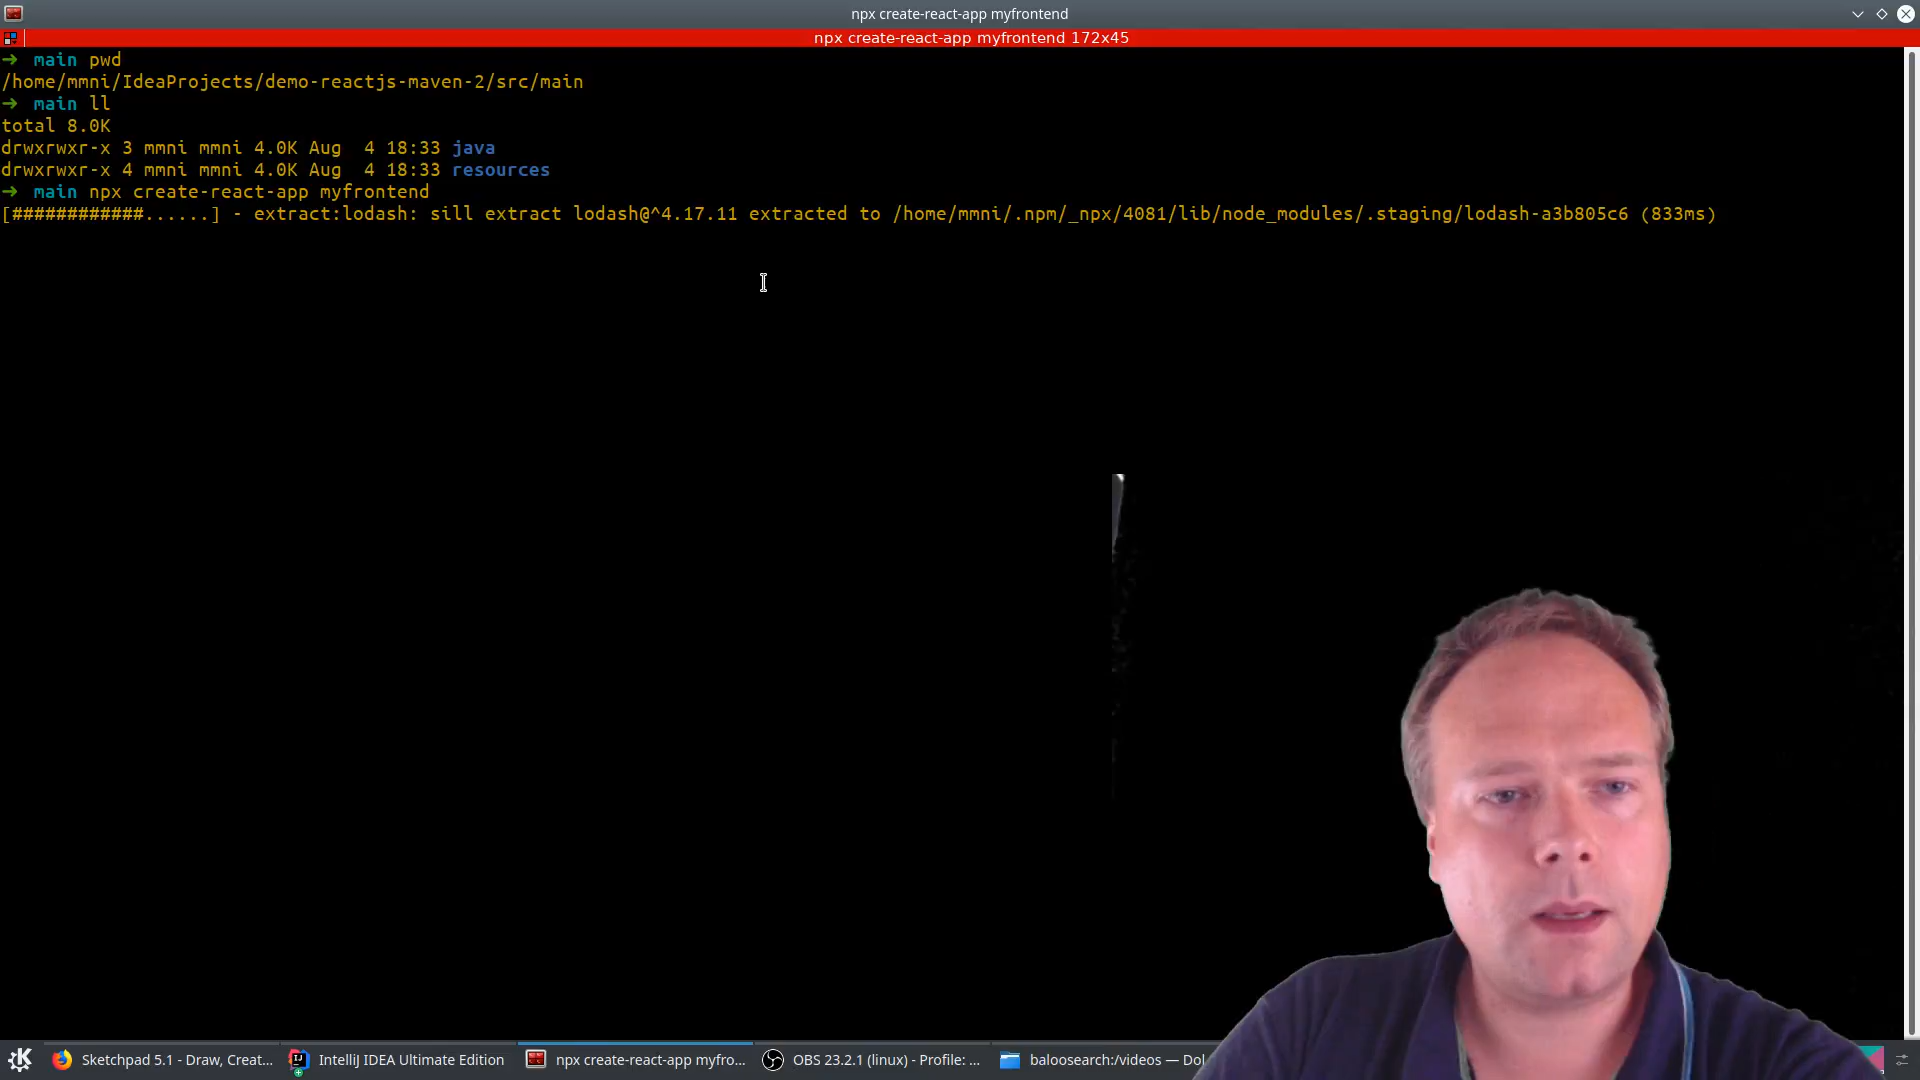 npx create-react-app myfrontend
npx create-react-app myfrontend 172x45
➜ main pwd
/home/mmni/IdeaProjects/demo-reactjs-maven-2/src/main
➜ main ll
total 8.0K
drwxrwxr-x 3 mmni mmni 4.0K Aug  4 18:33 java
drwxrwxr-x 4 mmni mmni 4.0K Aug  4 18:33 resources
➜ main npx create-react-app myfrontend
[############......] - extract:lodash: sill extract lodash@^4.17.11 extracted to /home/mmni/.npm/_npx/4081/lib/node_modules/.staging/lodash-a3b805c6 (833ms)
Sketchpad 5.1 - Draw, Creat... IntelliJ IDEA Ultimate Edition npx create-react-app myfro... OBS 23.2.1 (linux) - Profile: ... baloosearch:/videos — Dol